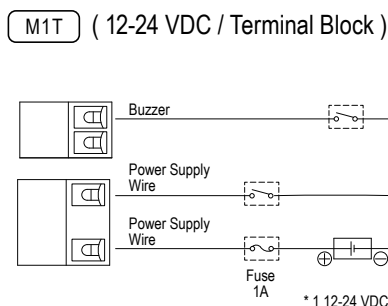 M1T ( 12-24 VDC / Terminal Block )
Buzzer
Power Supply
Wire
Power Supply
Wire
Fuse
1A
* 1 12-24 VDC